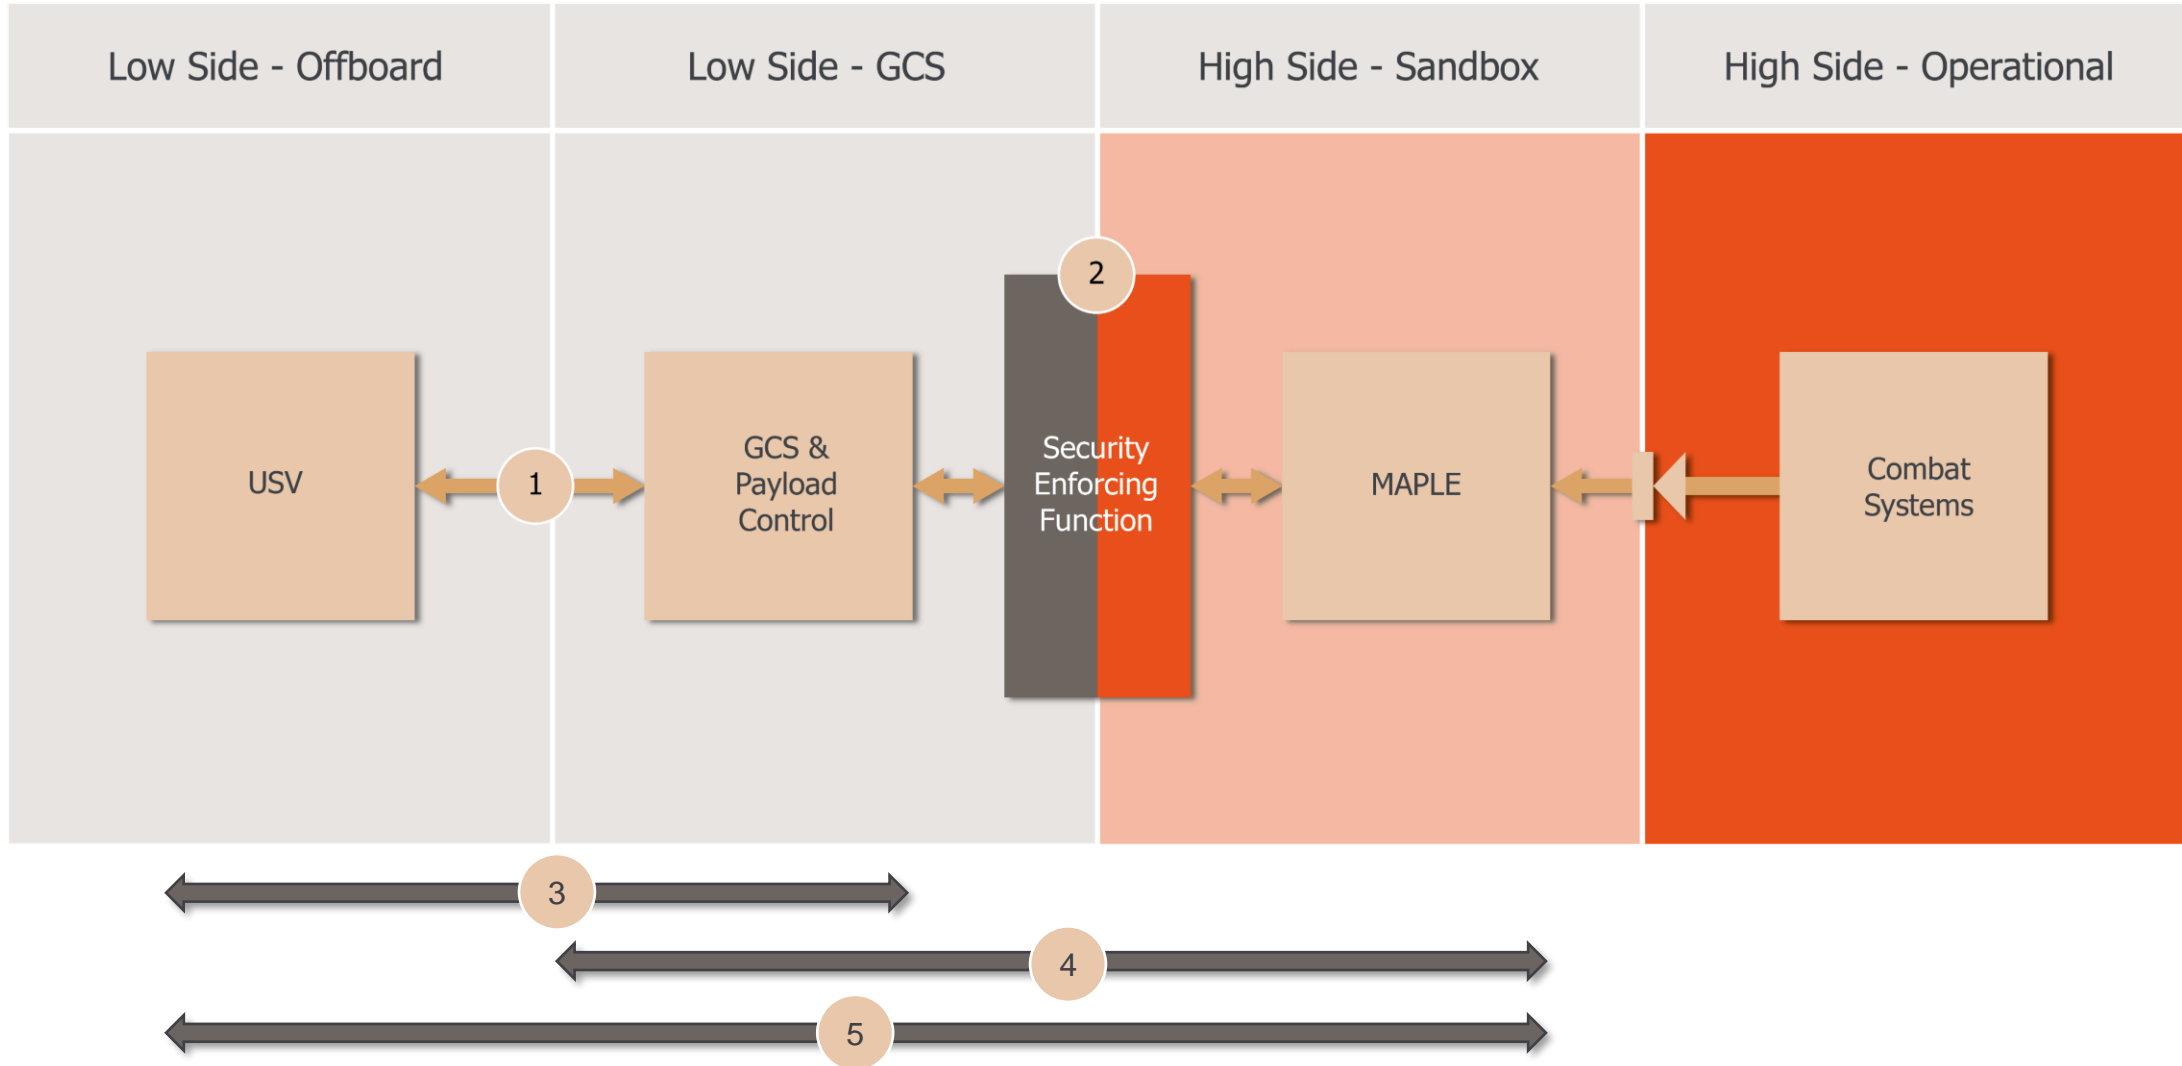 Low Side - Offboard
Low Side - GCS
High Side - Sandbox
High Side - Operational
2
USV
1
GCS &
Payload
Control
Security
Enforcing
Function
MAPLE
Combat
Systems
3
4
5